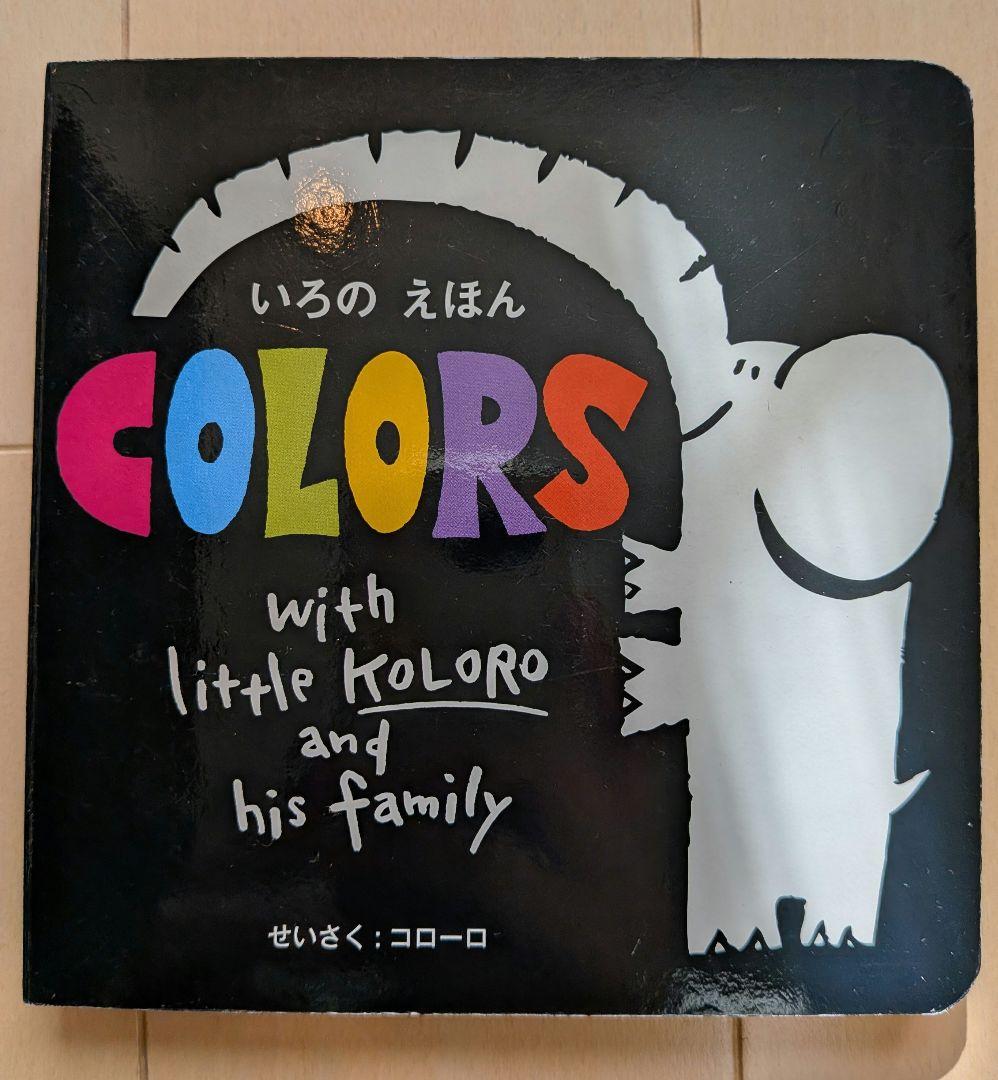 いろの えほん
COLORS
with
little KOLORO
and
his family
せいさく:コローロ